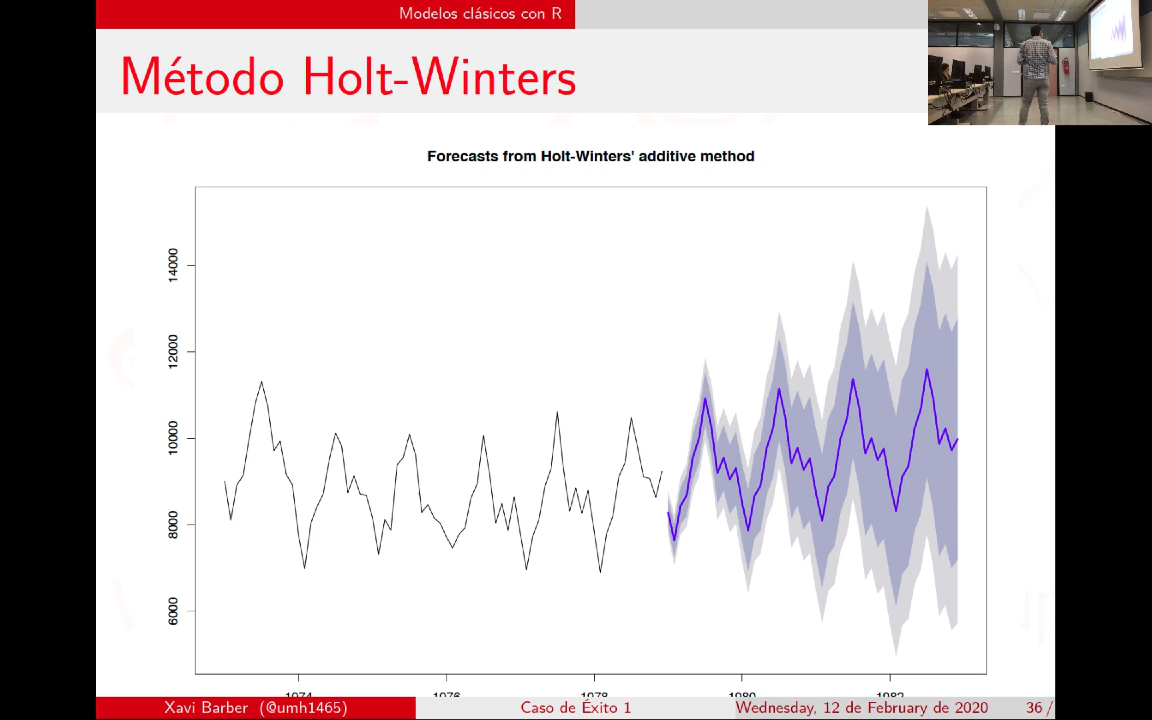 Modelos clásicos con R
Método Holt-Winters
Forecasts from Holt-Winters' additive method
14000
12000
10000
8000
6000
1974 1976 1978 1980 1982
Xavi Barber (@umh1465) Caso de Éxito 1 Wednesday, 12 de February de 2020 36 /